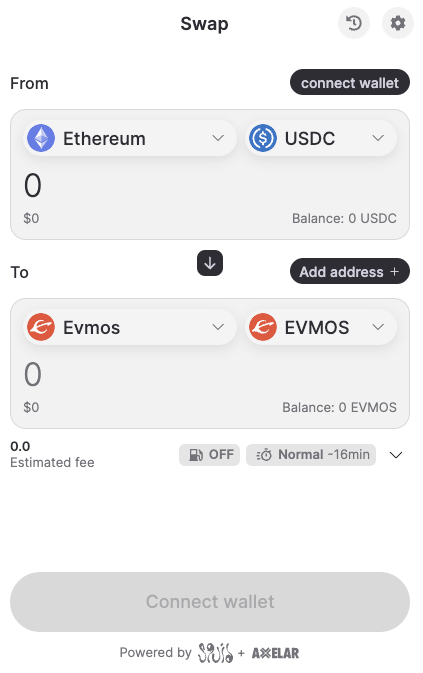 Swap
From
connect wallet
Ethereum
USDC
0
$0
Balance: 0 USDC
To
Add address +
Evmos
EVMOS
0
$0
Balance: 0 EVMOS
0.0
Estimated fee
OFF
Normal ~16min
Connect wallet
Powered by Squid + AXELAR